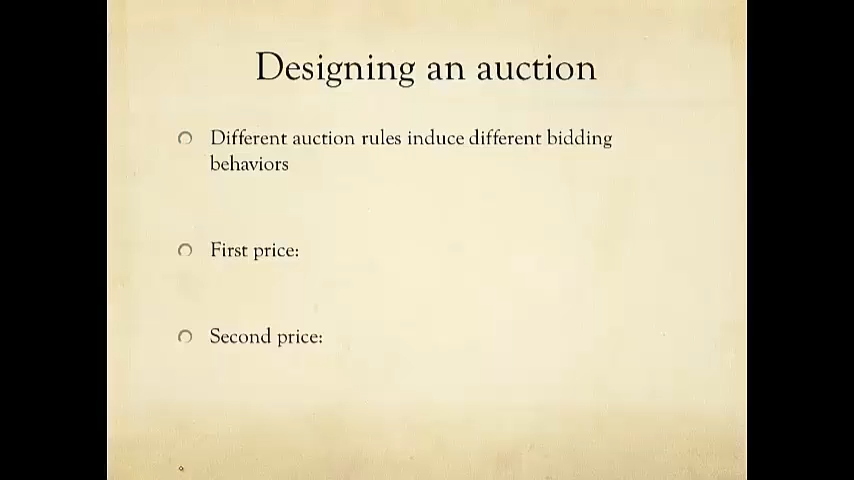 Designing an auction
Different auction rules induce different bidding
behaviors
First price:
Second price: